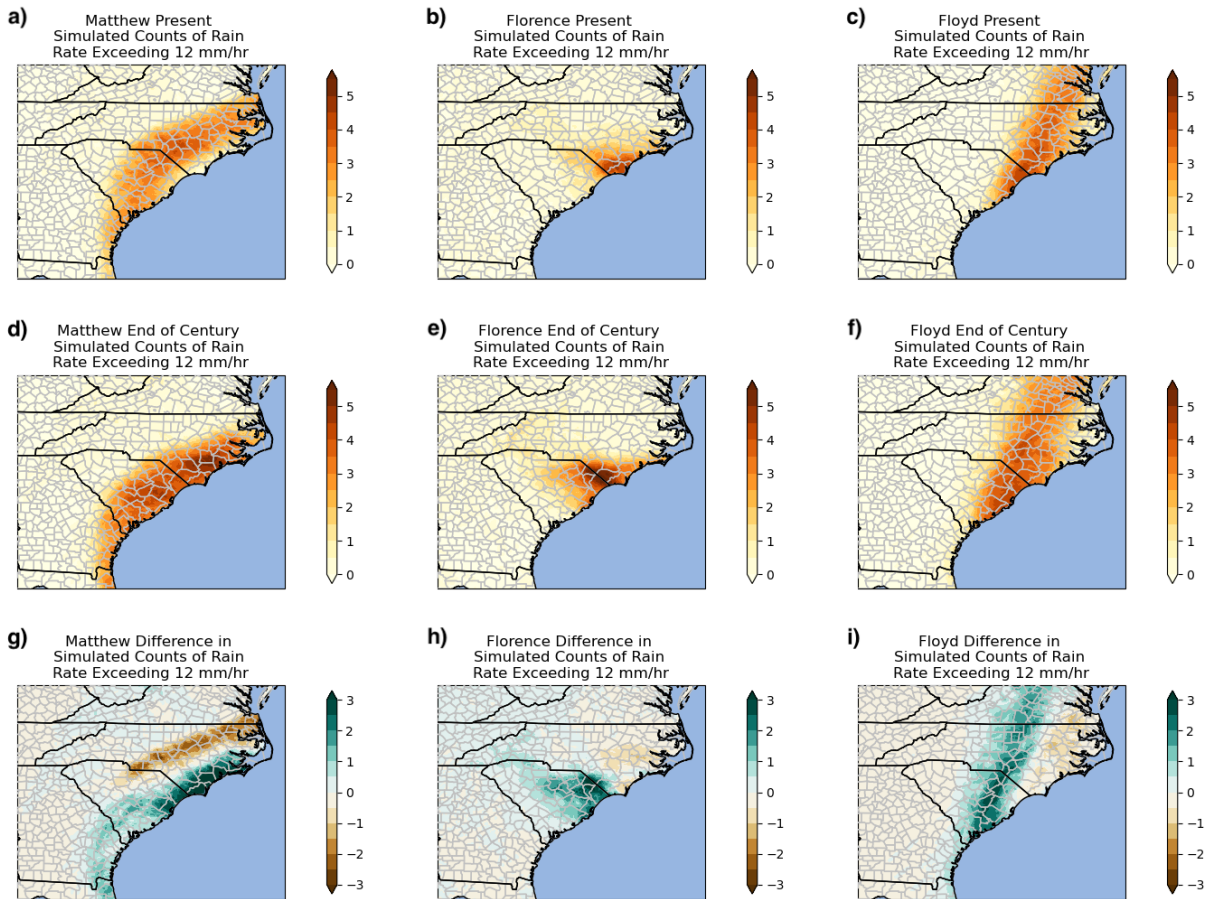 a)
Matthew Present
Simulated Counts of Rain
Rate Exceeding 12 mm/hr
5
4
3
2
1
0
b)
Florence Present
Simulated Counts of Rain
Rate Exceeding 12 mm/hr
5
4
3
2
1
0
c)
Floyd Present
Simulated Counts of Rain
Rate Exceeding 12 mm/hr
5
4
3
2
1
0
d)
Matthew End of Century
Simulated Counts of Rain
Rate Exceeding 12 mm/hr
5
4
3
2
1
0
e)
Florence End of Century
Simulated Counts of Rain
Rate Exceeding 12 mm/hr
5
4
3
2
1
0
f)
Floyd End of Century
Simulated Counts of Rain
Rate Exceeding 12 mm/hr
5
4
3
2
1
0
g)
Matthew Difference in
Simulated Counts of Rain
Rate Exceeding 12 mm/hr
3
2
1
0
−1
−2
−3
h)
Florence Difference in
Simulated Counts of Rain
Rate Exceeding 12 mm/hr
3
2
1
0
−1
−2
−3
i)
Floyd Difference in
Simulated Counts of Rain
Rate Exceeding 12 mm/hr
3
2
1
0
−1
−2
−3